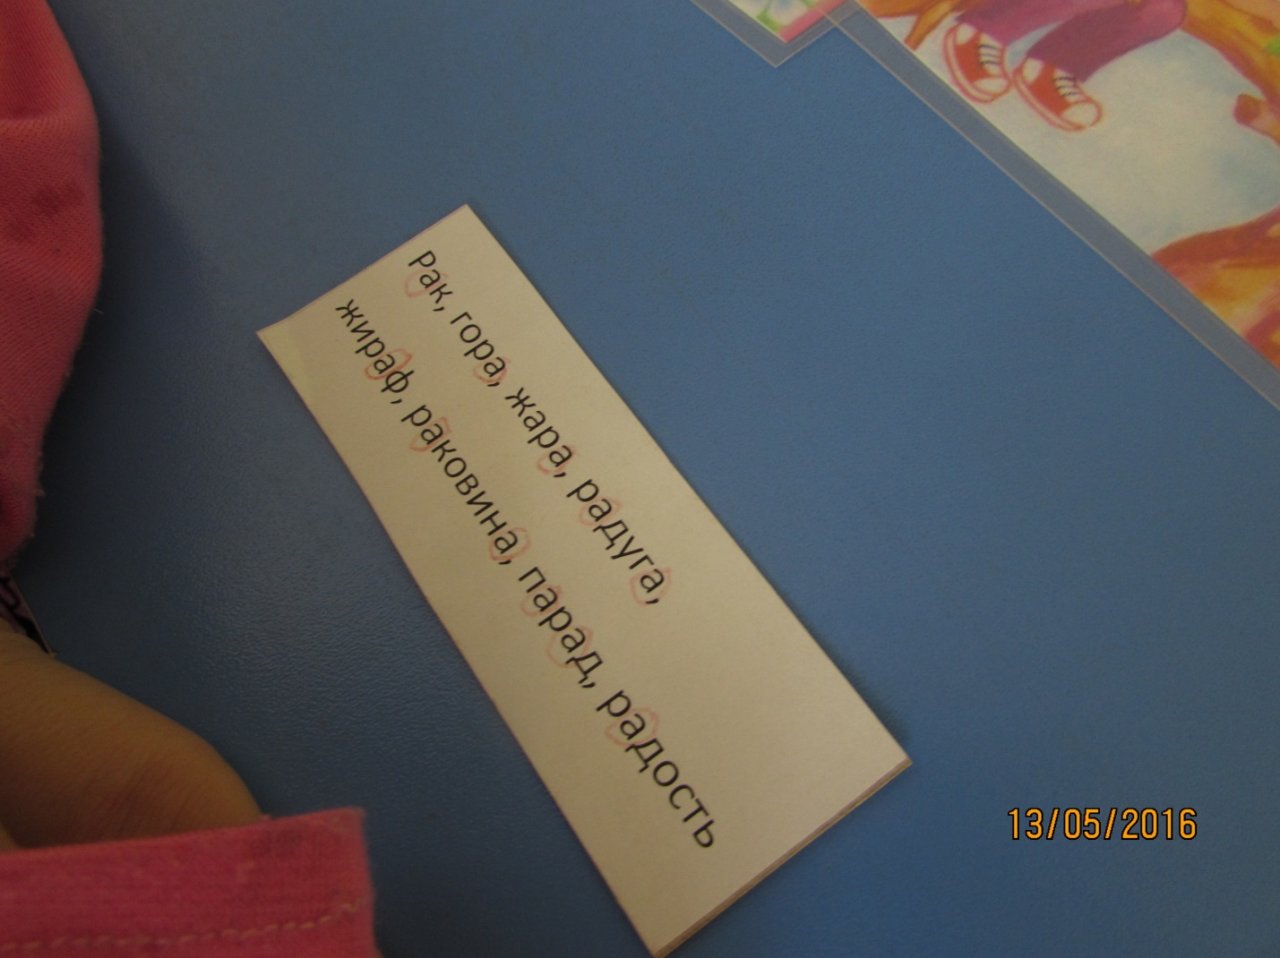 Рак, гора, жара, радуга,
жираф, раковина, парад, радость
13/05/2016